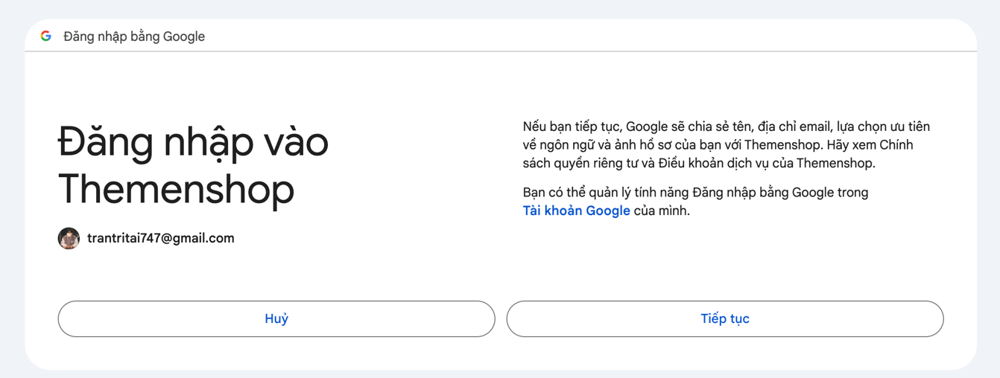 Đăng nhập bằng Google
Đăng nhập vào
Themenshop
trantritai747@gmail.com
Nếu bạn tiếp tục, Google sẽ chia sẻ tên, địa chỉ email, lựa chọn ưu tiên
về ngôn ngữ và ảnh hồ sơ của bạn với Themenshop. Hãy xem Chính
sách quyền riêng tư và Điều khoản dịch vụ của Themenshop.
Bạn có thể quản lý tính năng Đăng nhập bằng Google trong
Tài khoản Google của mình.
Huỷ
Tiếp tục